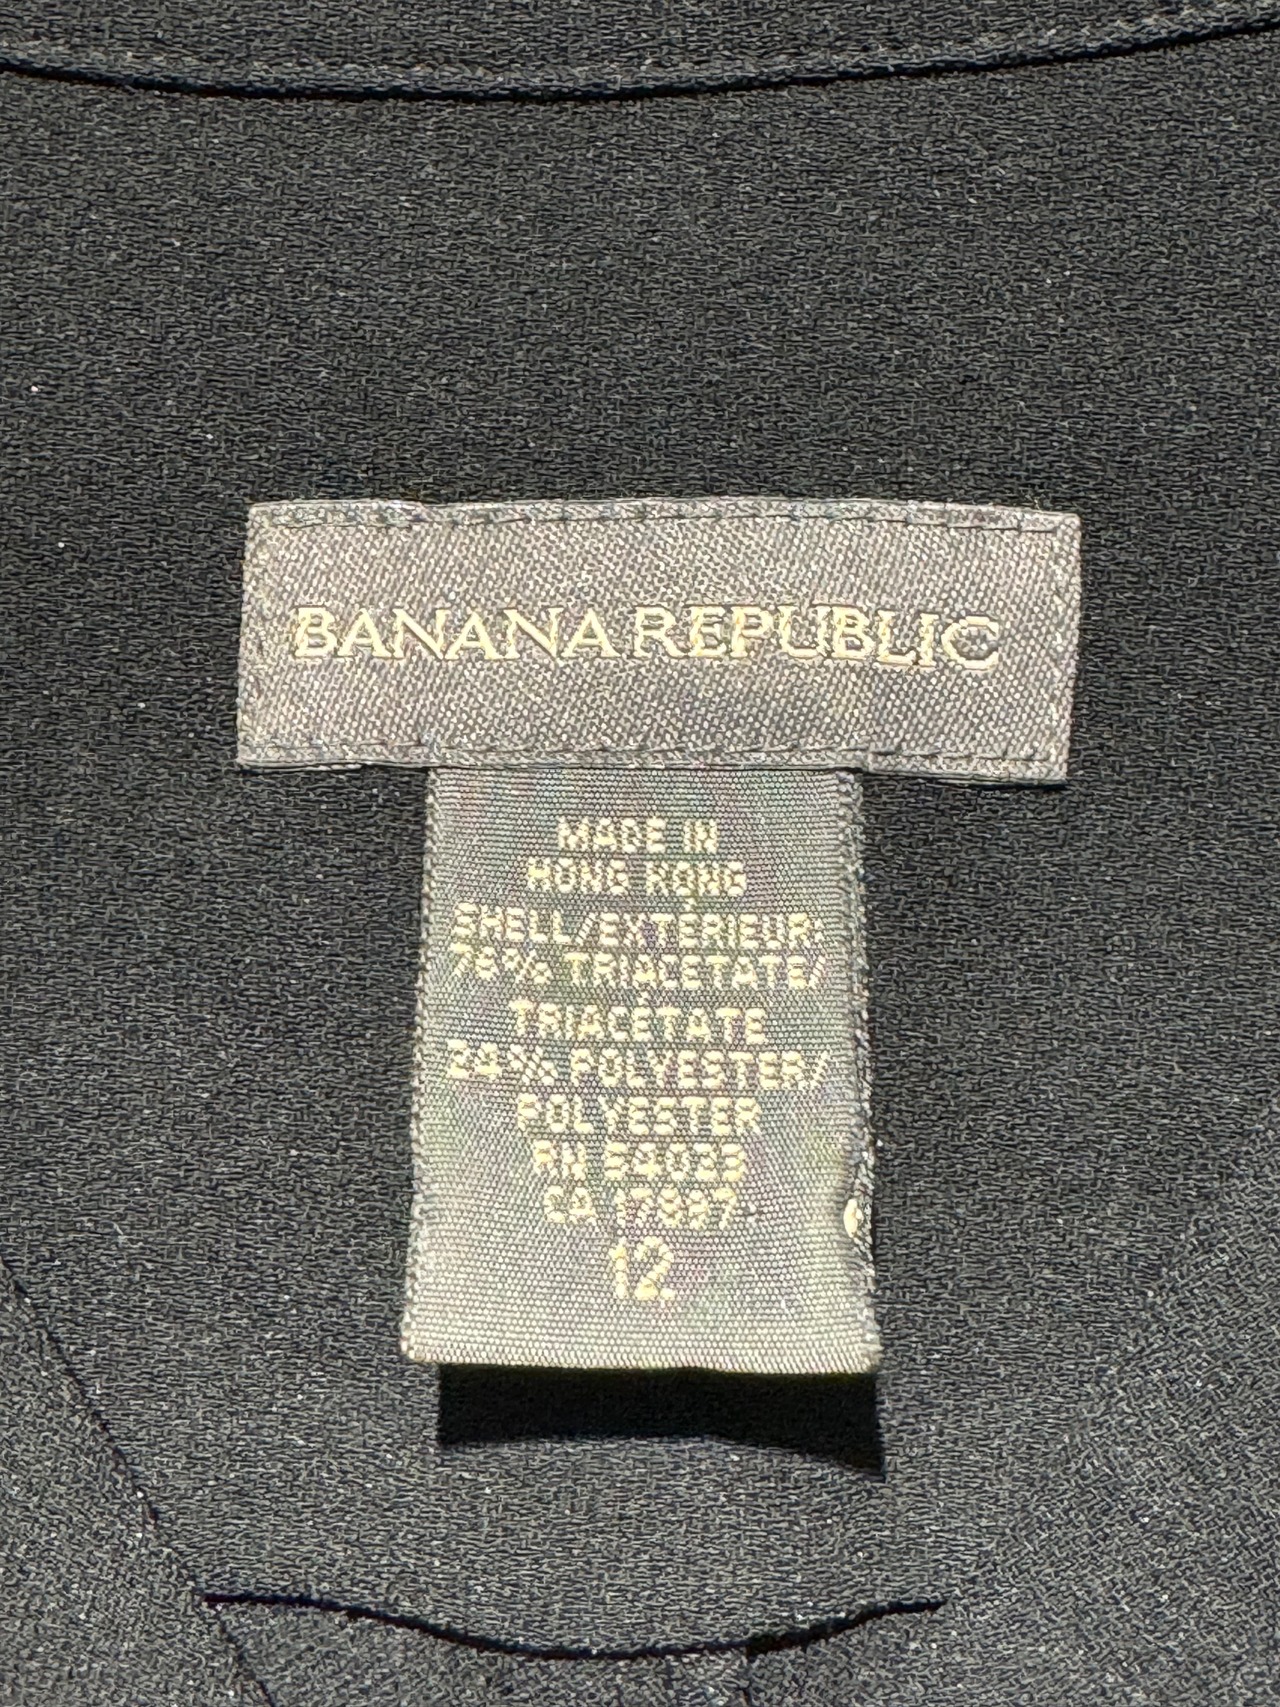 BANANA REPUBLIC
MADE IN
HONG KONG
SHELL/EXTÉRIEUR:
76% TRIACETATE/
TRIACÉTATE
24% POLYESTER/
POLYESTER
RN 54023
CA 17897
12